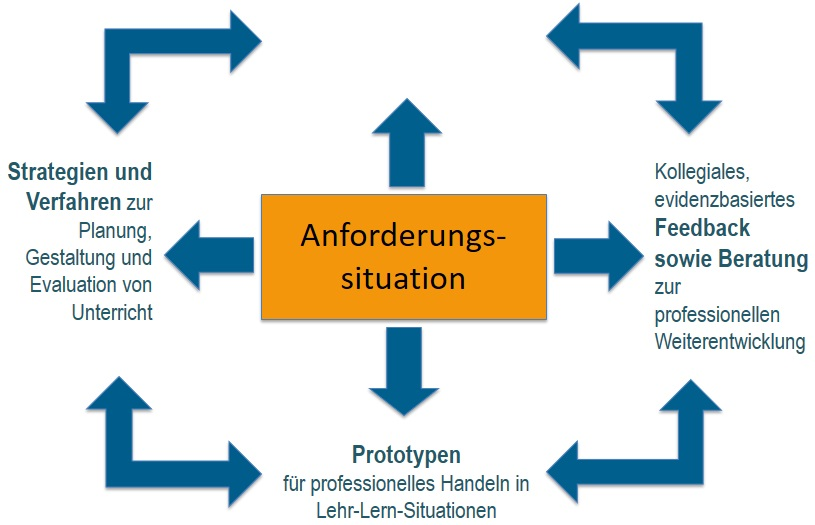 Strategien und
Verfahren zur
Planung,
Gestaltung und
Evaluation von
Unterricht
Anforderungs-
situation
Kollegiales,
evidenzbasiertes
Feedback
sowie Beratung
zur
professionellen
Weiterentwicklung
Prototypen
für professionelles Handeln in
Lehr-Lern-Situationen